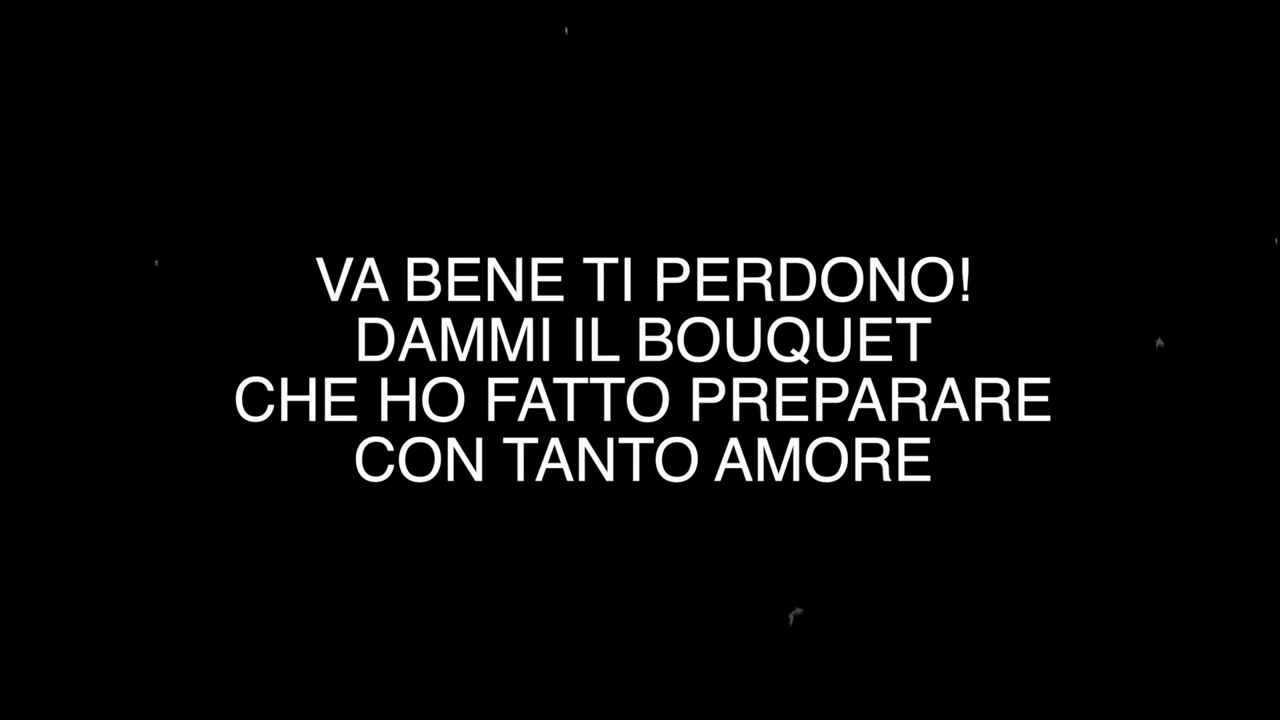 VA BENE TI PERDONO!
DAMMI IL BOUQUET
CHE HO FATTO PREPARARE
CON TANTO AMORE